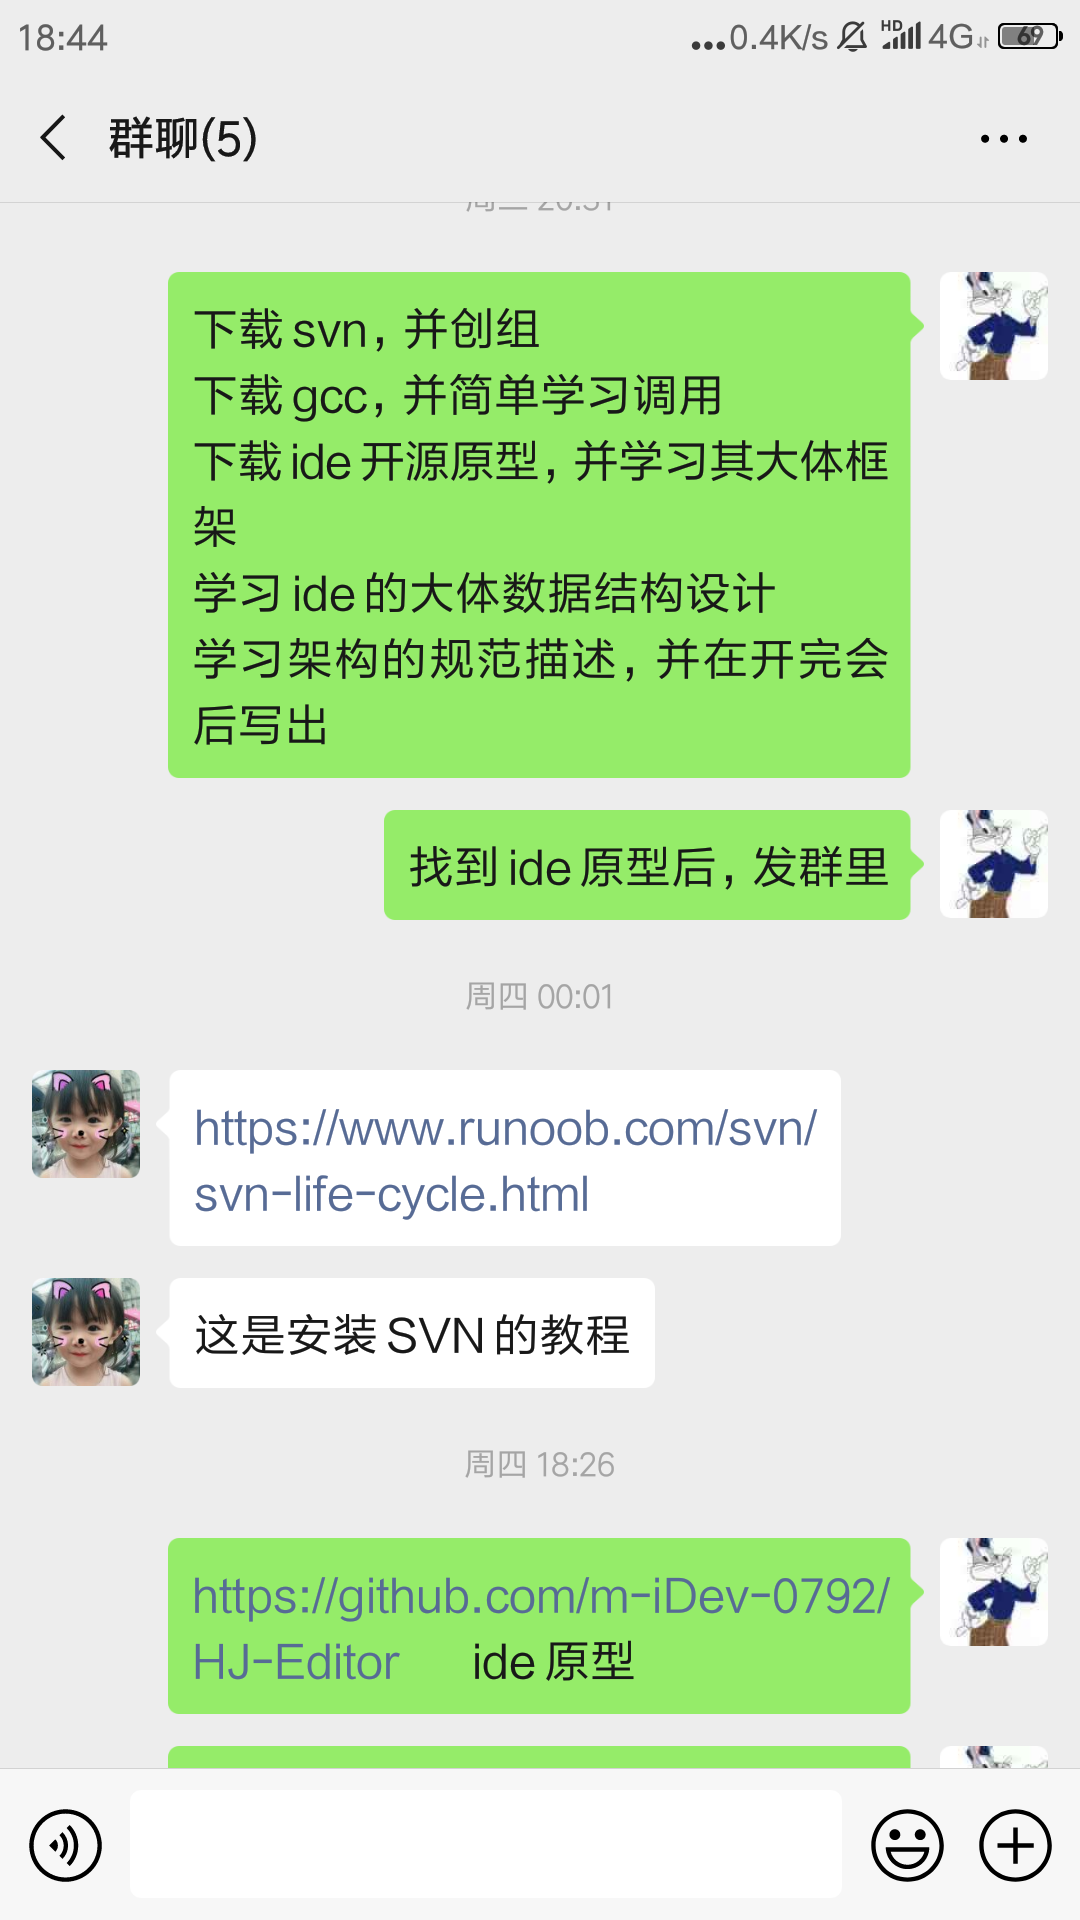 18:44
...0.4K/s HD 4G 69
群聊(5)
下载svn，并创组
下载gcc，并简单学习调用
下载ide开源原型，并学习其大体框
架
学习ide的大体数据结构设计
学习架构的规范描述，并在开完会
后写出
找到ide原型后，发群里
周四 00:01
https://www.runoob.com/svn/
svn-life-cycle.html
这是安装SVN的教程
周四 18:26
https://github.com/m-iDev-0792/
HJ-Editor ide原型